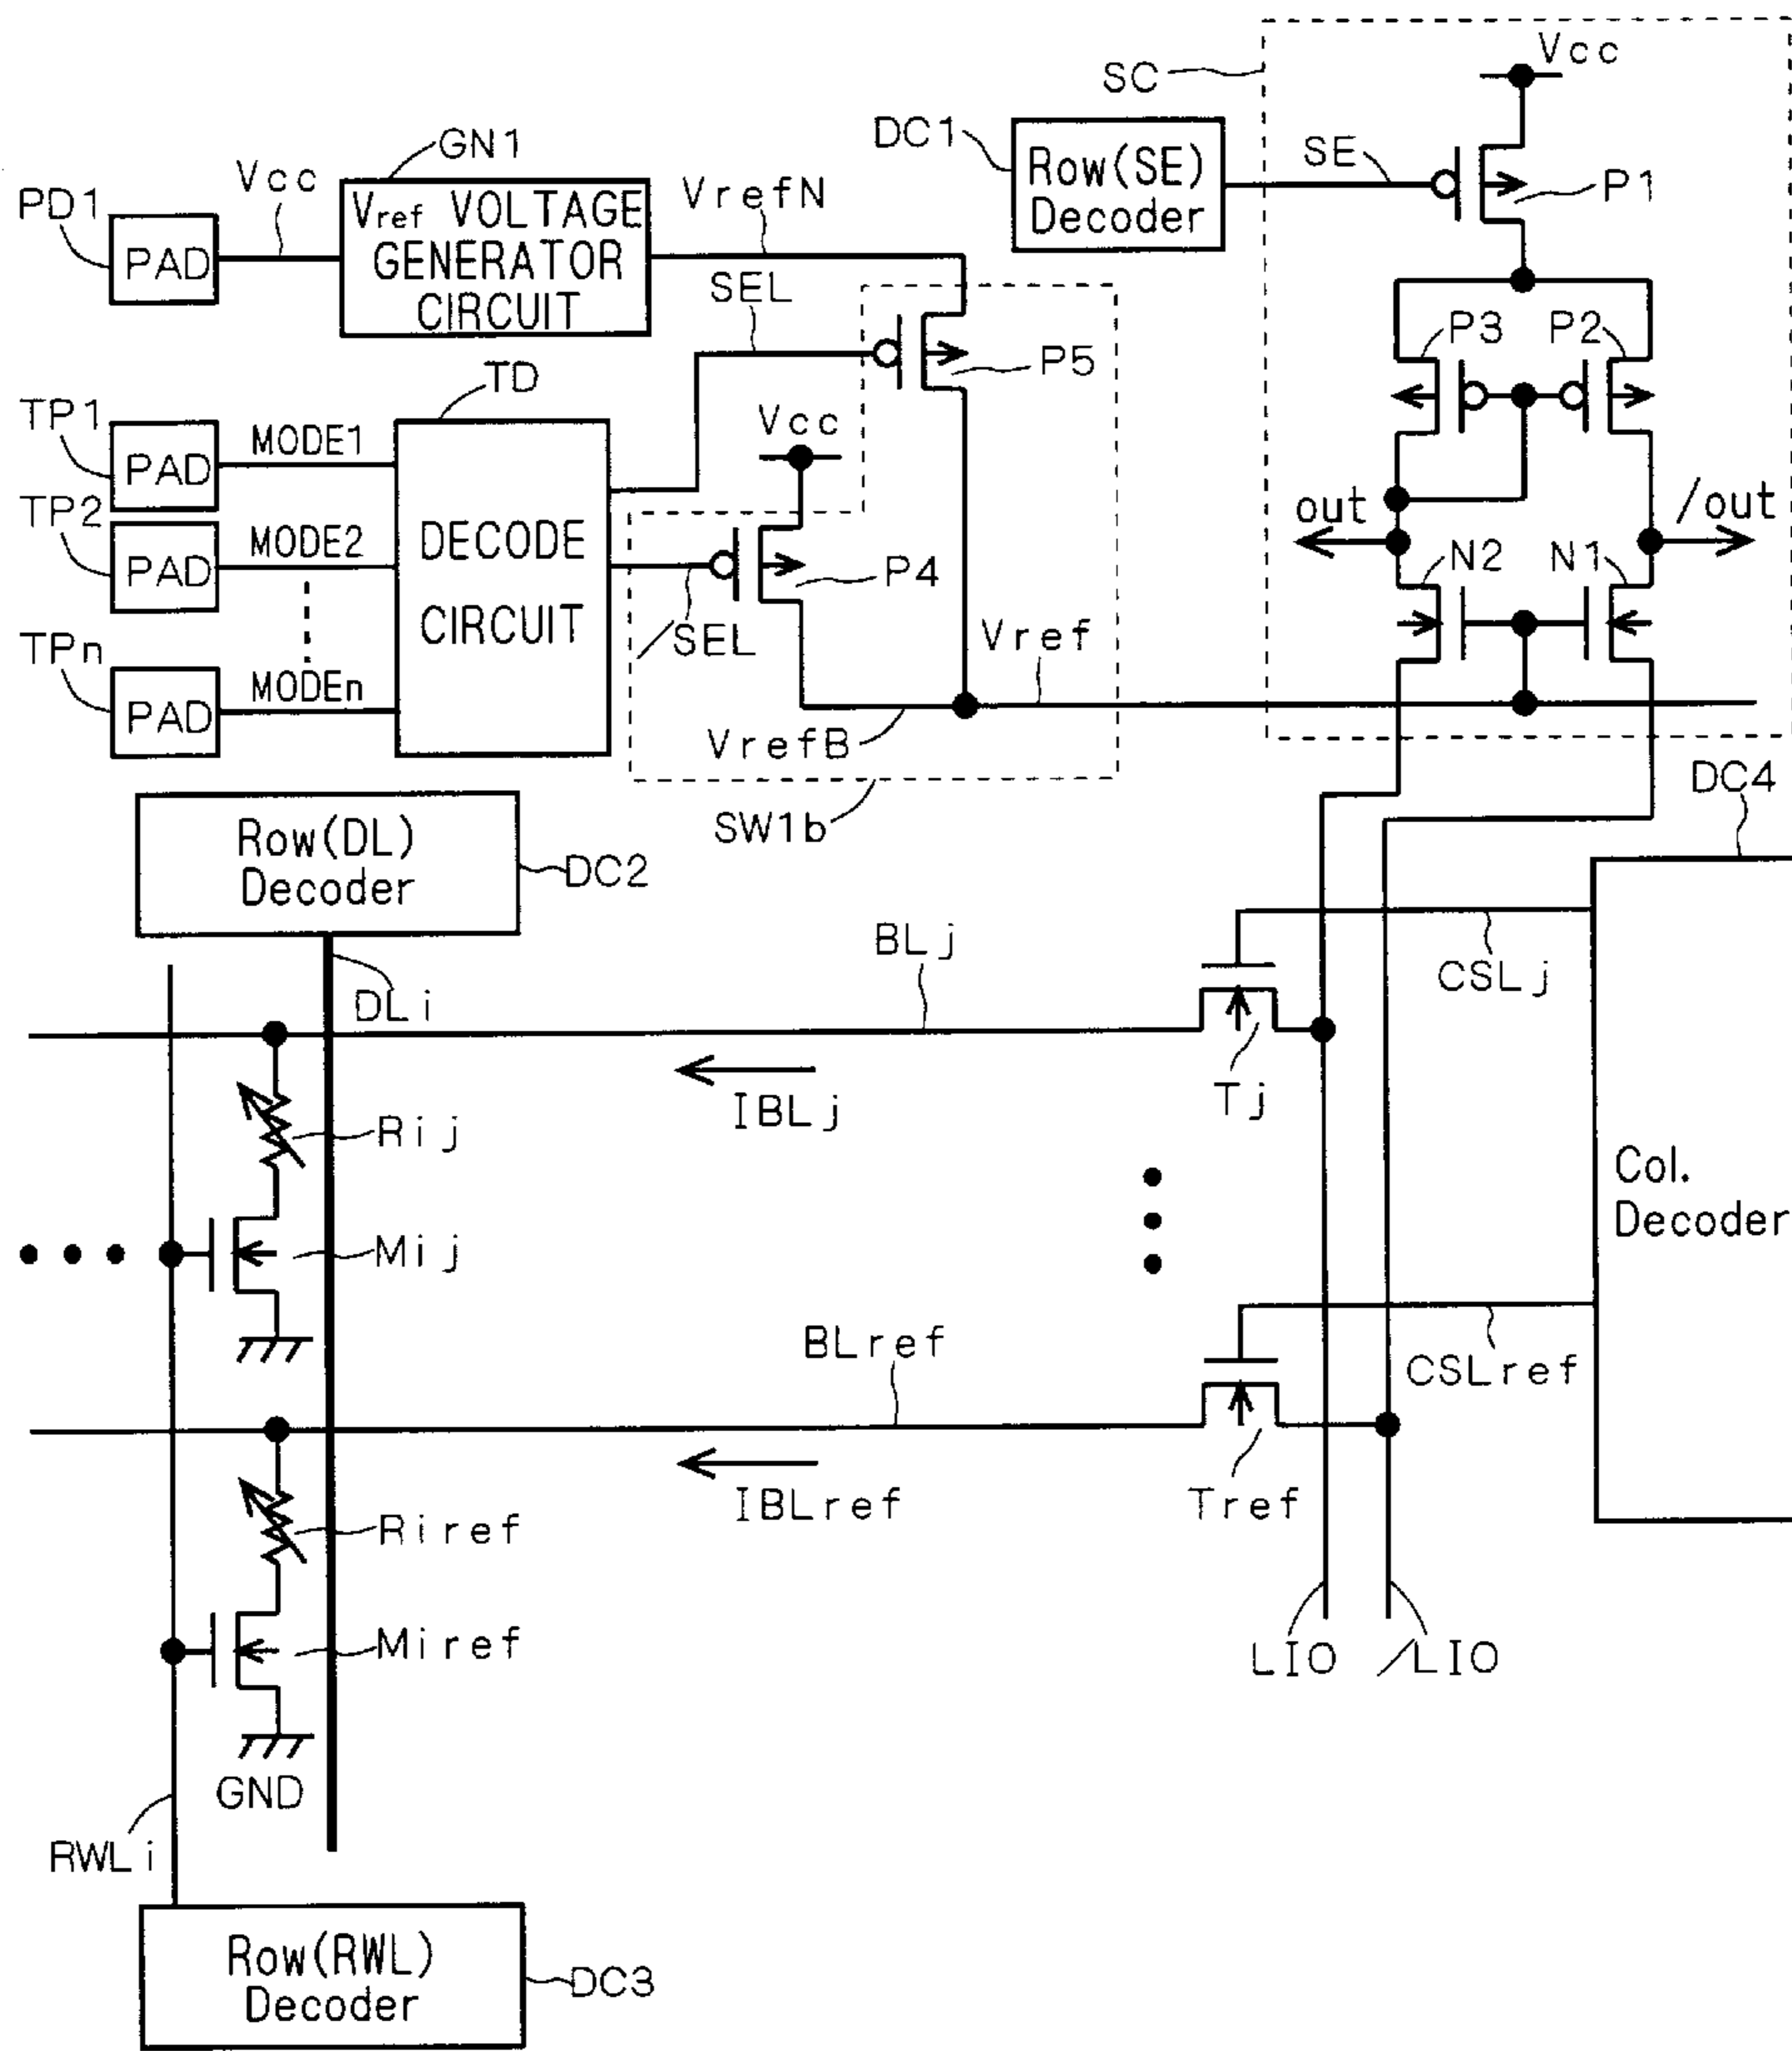 Vcc
SC
DC1
Row(SE)
Decoder
SE
P1
GN1
Vcc
Vref VOLTAGE
GENERATOR
CIRCUIT
VrefN
PD1
PAD
SEL
P5
P3
P2
TD
TP1
PAD
MODE1
Vcc
out
/out
TP2
PAD
MODE2
DECODE
CIRCUIT
P4
N2
N1
/SEL
Vref
TPn
PAD
MODEn
VrefB
SW1b
DC4
Row(DL)
Decoder
DC2
DLi
BLj
CSLj
IBLj
Tj
Rij
Col.
Decoder
Mij
BLref
CSLref
IBLref
Tref
Riref
Miref
LIO
/LIO
GND
RWLi
Row(RWL)
Decoder
DC3